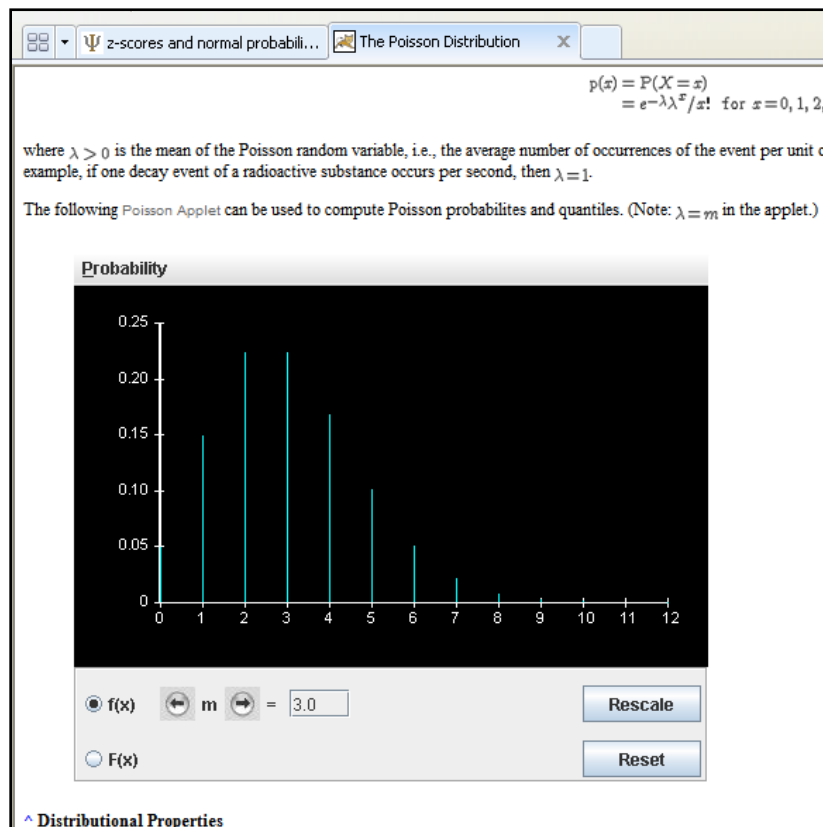 z-scores and normal probabili...
The Poisson Distribution
p(x) = P(X = x)
= e^{-λ}λ^x/x! for x = 0, 1, 2,
where λ > 0 is the mean of the Poisson random variable, i.e., the average number of occurrences of the event per unit
example, if one decay event of a radioactive substance occurs per second, then λ = 1.
The following Poisson Applet can be used to compute Poisson probabilites and quantiles. (Note: λ = m in the applet.)
Probability
0.25
0.20
0.15
0.10
0.05
0
0 1 2 3 4 5 6 7 8 9 10 11 12
f(x) m = 3.0 Rescale
F(x) Reset
^ Distributional Properties